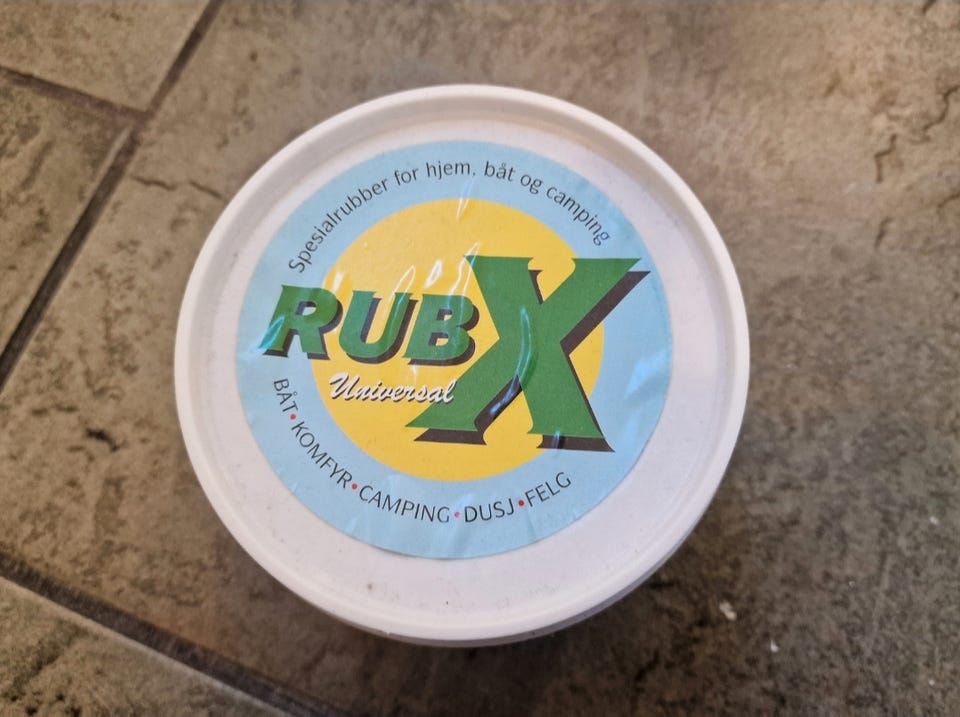 Spesialrubber for hjem, båt og camping
RUBX
Universal
BÅT • KOMFYR • CAMPING • DUSJ • FELG